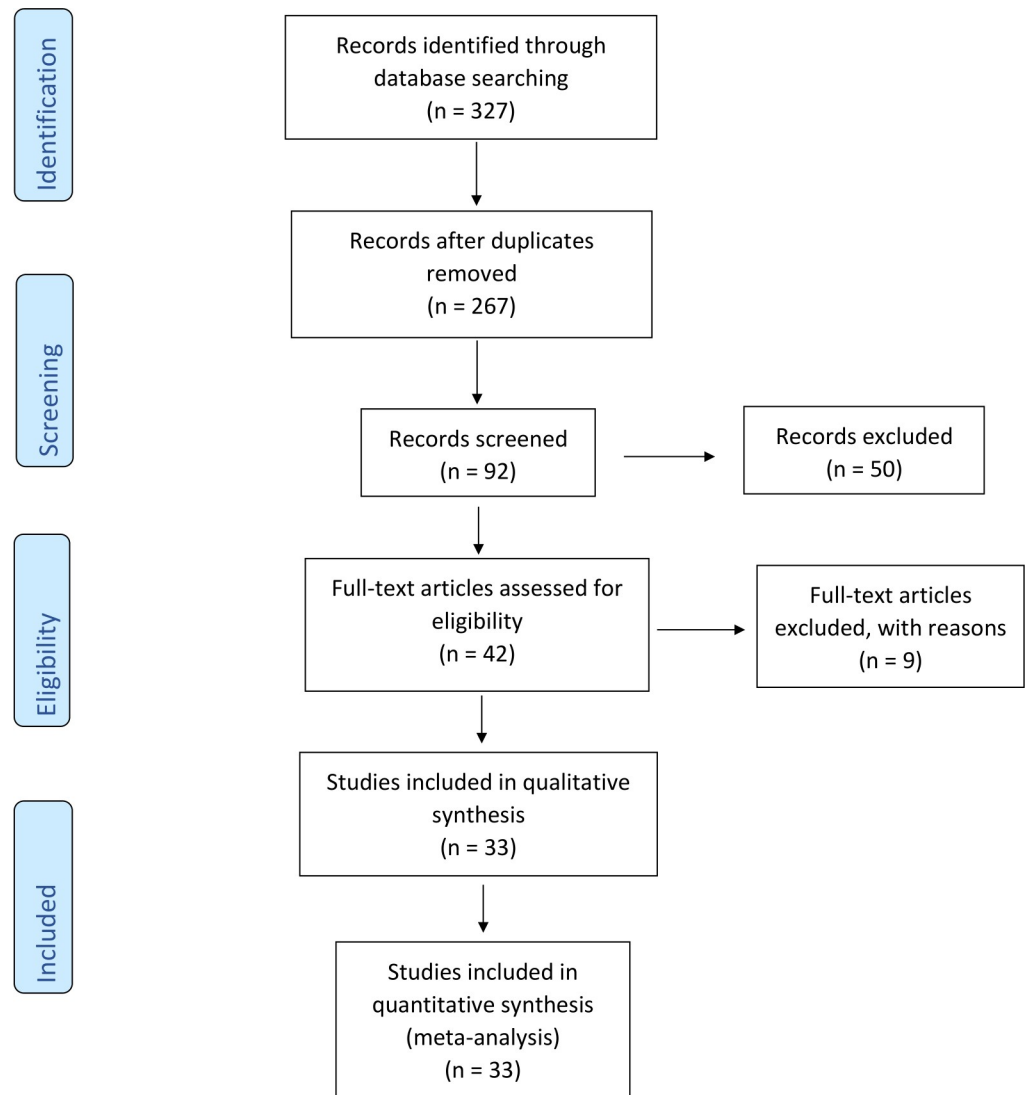 Identification
Records identified through
database searching
(n = 327)
Records after duplicates
removed
(n = 267)
Screening
Records screened
(n = 92)
Records excluded
(n = 50)
Eligibility
Full-text articles assessed for
eligibility
(n = 42)
Full-text articles
excluded, with reasons
(n = 9)
Included
Studies included in qualitative
synthesis
(n = 33)
Studies included in
quantitative synthesis
(meta-analysis)
(n = 33)